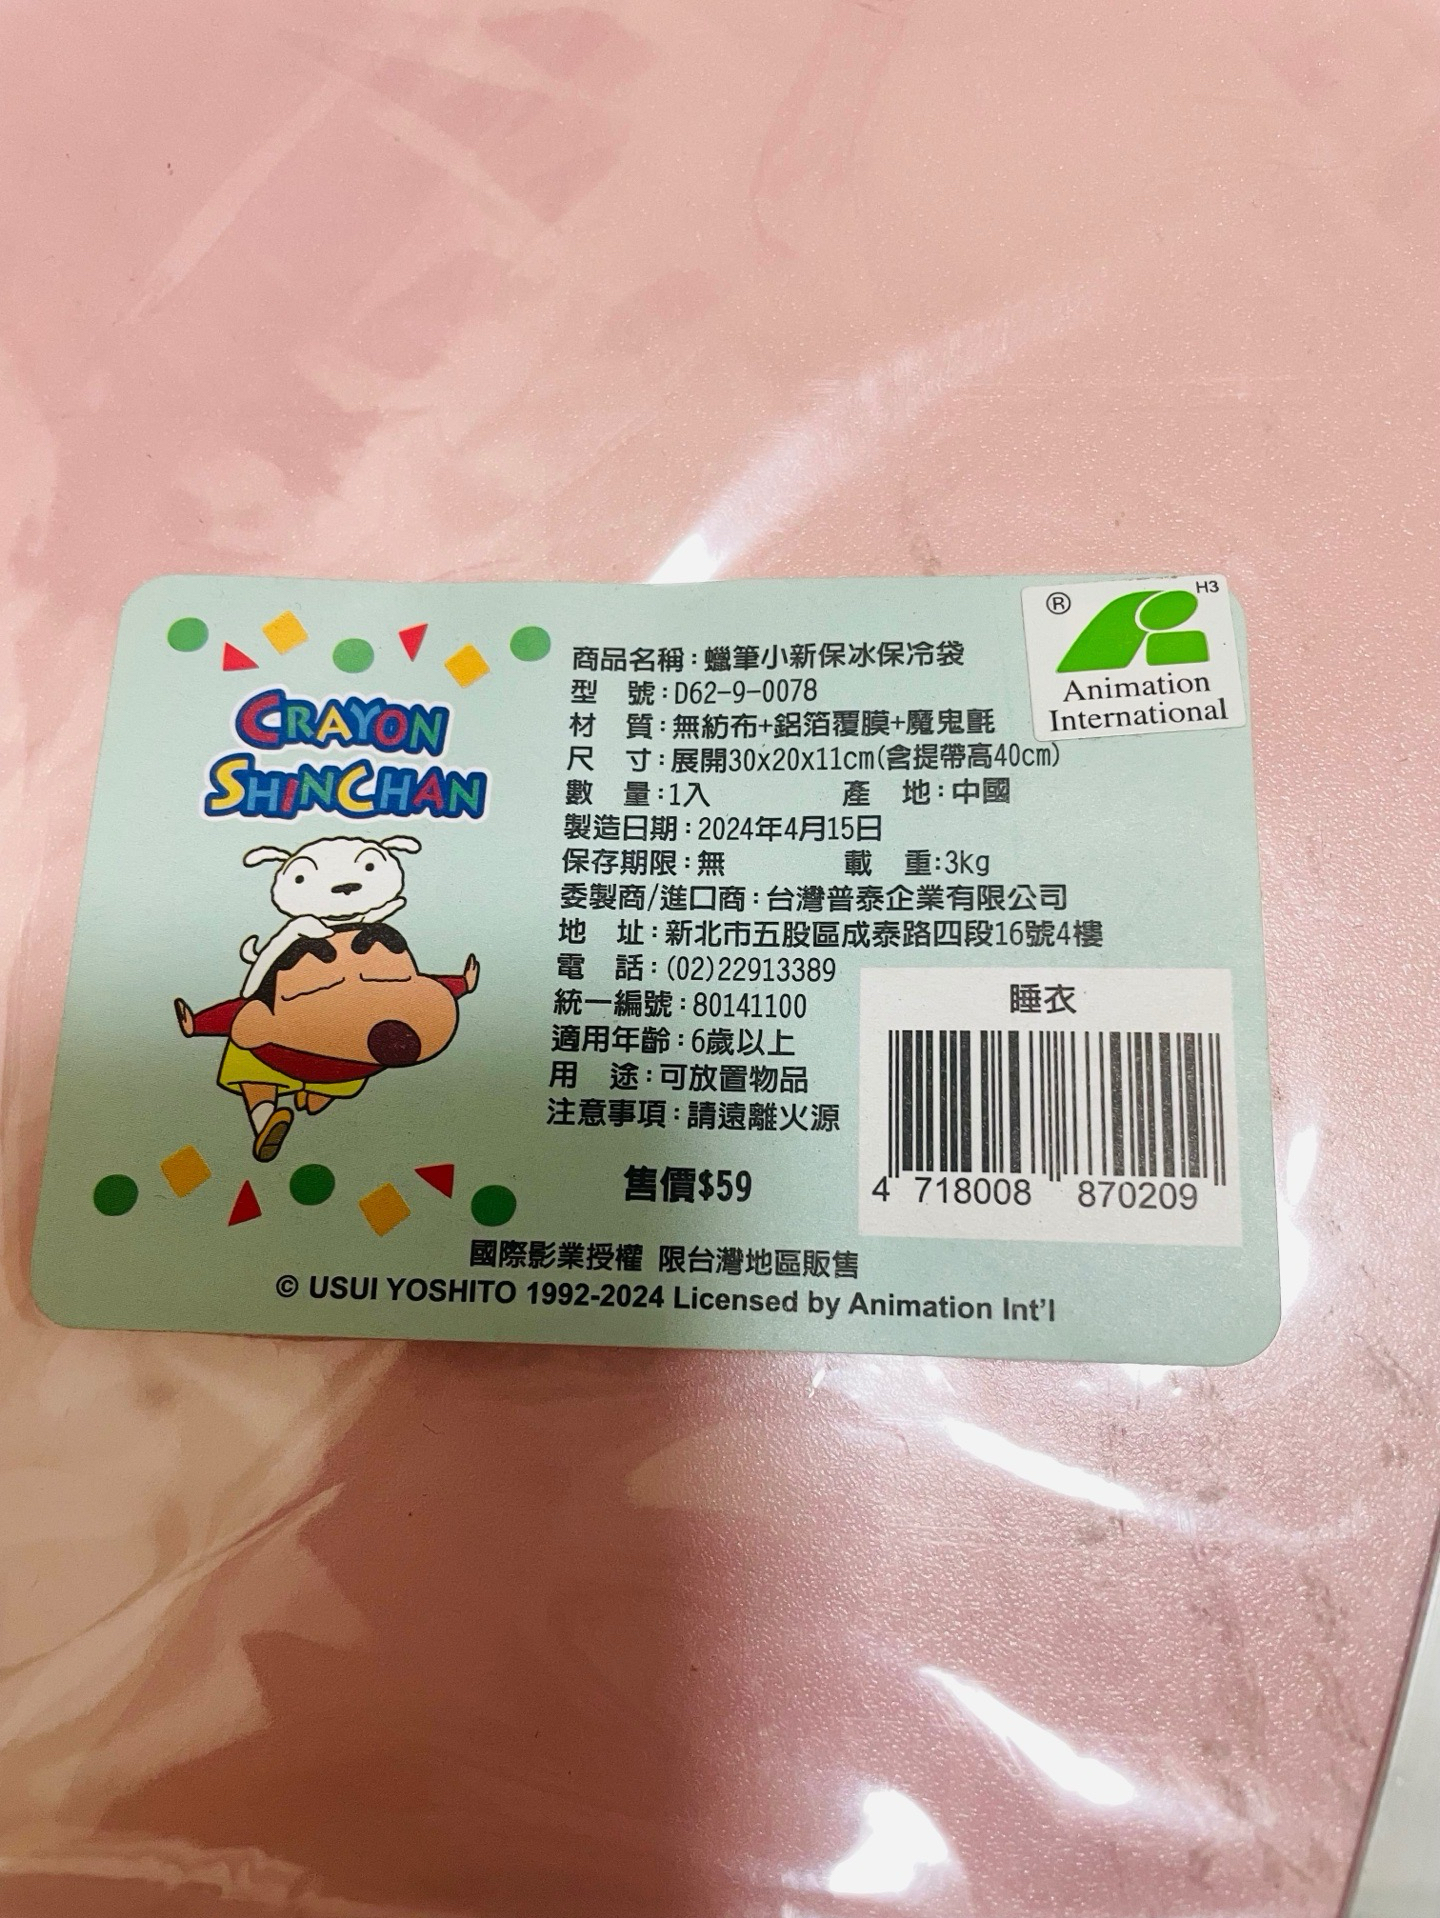 CRAYON
SHINCHAN
® H3
Animation
International
商品名稱:蠟筆小新保冰保冷袋
型 號:D62-9-0078
材 質:無紡布+鋁箔覆膜+魔鬼氈
尺 寸:展開30x20x11cm(含提帶高40cm)
數 量:1入 產 地:中國
製造日期:2024年4月15日
保存期限:無 載 重:3kg
委製商/進口商:台灣普泰企業有限公司
地 址:新北市五股區成泰路四段16號4樓
電 話:(02)22913389
統一編號:80141100
適用年齡:6歲以上
用 途:可放置物品
注意事項:請遠離火源
售價$59
睡衣
4 718008 870209
國際影業授權 限台灣地區販售
© USUI YOSHITO 1992-2024 Licensed by Animation Int'l